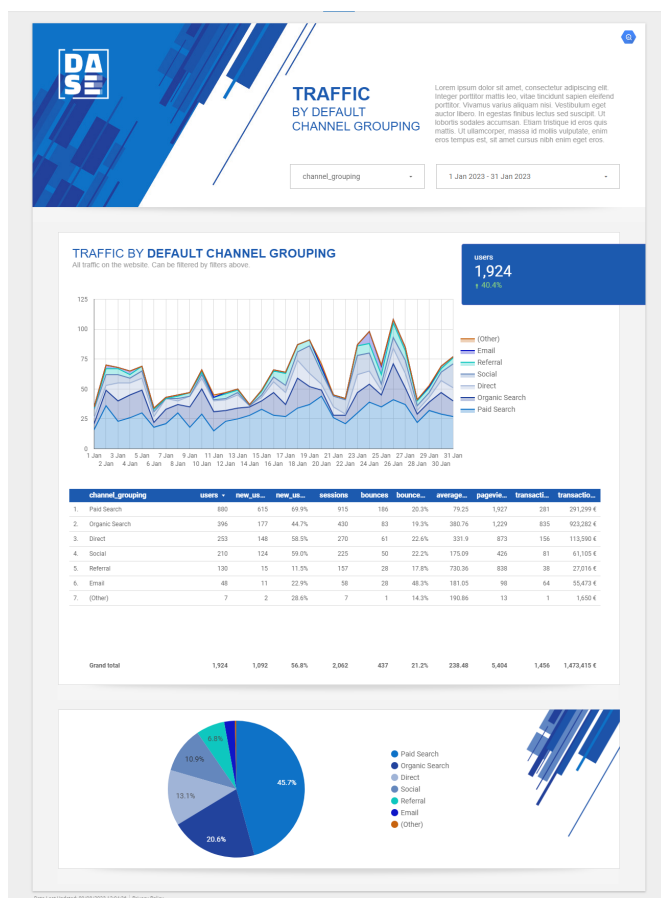 DA
SE
TRAFFIC
BY DEFAULT
CHANNEL GROUPING
Lorem ipsum dolor sit amet, consectetur adipiscing elit.
Integer porttitor mattis leo, vitae tincidunt sapien eleifend
porttitor. Vivamus varius aliquam nisi. Vestibulum eget
auctor libero. In egestas finibus lectus sed suscipit. Ut
lobortis sodales accumsan. Etiam tristique id eros quis
mattis. Ut ullamcorper, massa id mollis vulputate, enim
eros tempus est, sit amet cursus nibh enim eget eros.
channel_grouping
1 Jan 2023 - 31 Jan 2023
TRAFFIC BY DEFAULT CHANNEL GROUPING
All traffic on the website. Can be filtered by filters above.
users
1,924
40.4%
125
100
75
50
25
0
1 Jan 3 Jan 5 Jan 7 Jan 9 Jan 11 Jan 13 Jan 15 Jan 17 Jan 19 Jan 21 Jan 23 Jan 25 Jan 27 Jan 29 Jan 31 Jan
2 Jan 4 Jan 6 Jan 8 Jan 10 Jan 12 Jan 14 Jan 16 Jan 18 Jan 20 Jan 22 Jan 24 Jan 26 Jan 28 Jan 30 Jan
(Other)
Email
Referral
Social
Direct
Organic Search
Paid Search
channel_grouping users new_us... new_us... sessions bounces bounce... average... pagevie... transacti... transactio...
1. Paid Search 880 615 69.9% 915 186 20.3% 79.25 1,927 281 291,299 €
2. Organic Search 396 177 44.7% 430 83 19.3% 380.76 1,229 835 923,282 €
3. Direct 253 148 58.5% 270 61 22.6% 331.9 873 156 113,590 €
4. Social 210 124 59.0% 225 50 22.2% 175.09 426 81 61,105 €
5. Referral 130 15 11.5% 157 28 17.8% 730.36 838 38 27,016 €
6. Email 48 11 22.9% 58 28 48.3% 181.05 98 64 55,473 €
7. (Other) 7 2 28.6% 7 1 14.3% 190.86 13 1 1,650 €
Grand total 1,924 1,092 56.8% 2,062 437 21.2% 238.48 5,404 1,456 1,473,415 €
45.7%
20.6%
13.1%
10.9%
6.8%
Paid Search
Organic Search
Direct
Social
Referral
Email
(Other)